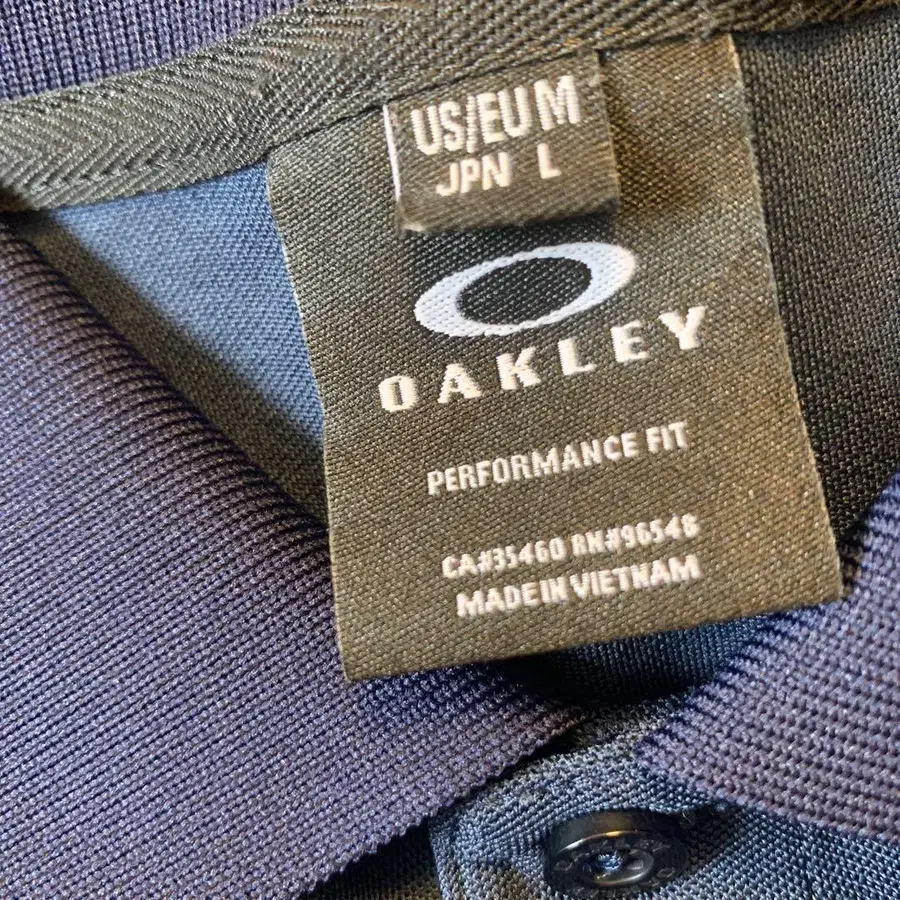 US/EU M
JPN L
OAKLEY
PERFORMANCE FIT
CA#35460 RN#96548
MADE IN VIETNAM